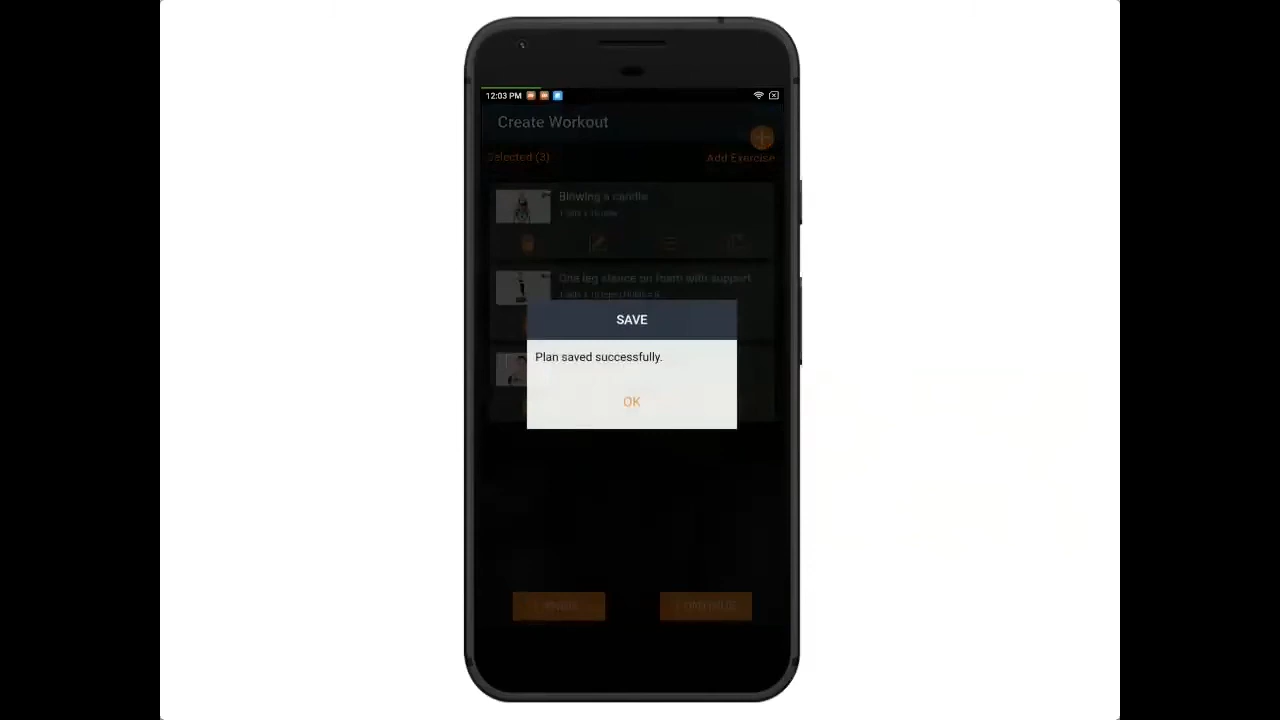 12:03 PM
Create Workout
Selected (3)
Add Exercise
Blowing a candle
One leg stance on foam with support
SAVE
Plan saved successfully.
OK
CONTINUE